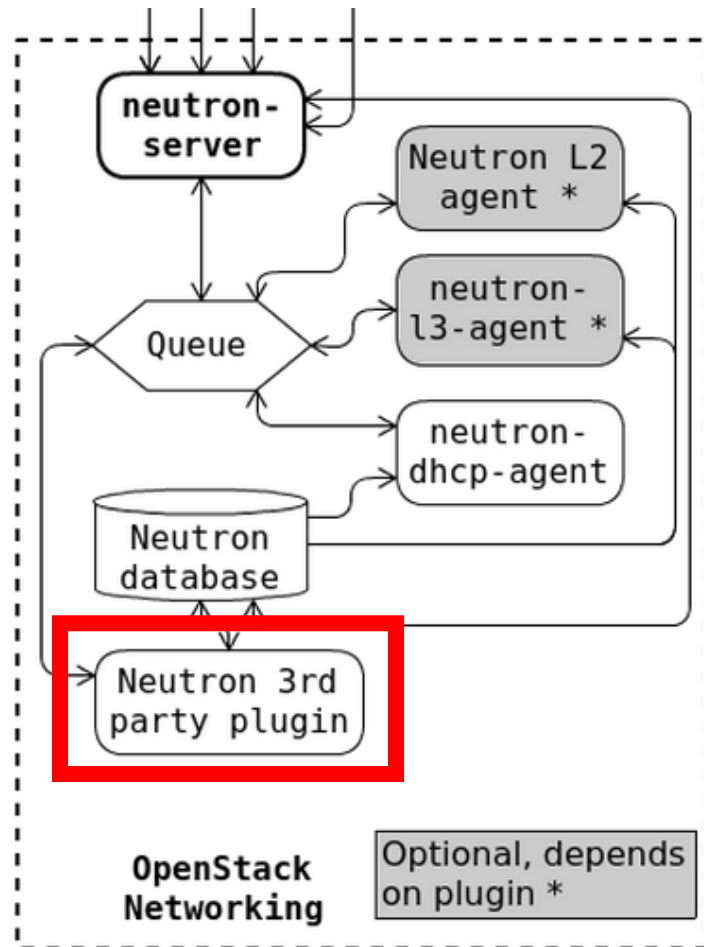 neutron-
server
Neutron L2
agent *
neutron-
l3-agent *
Queue
neutron-
dhcp-agent
Neutron
database
Neutron 3rd
party plugin
OpenStack
Networking
Optional, depends
on plugin *